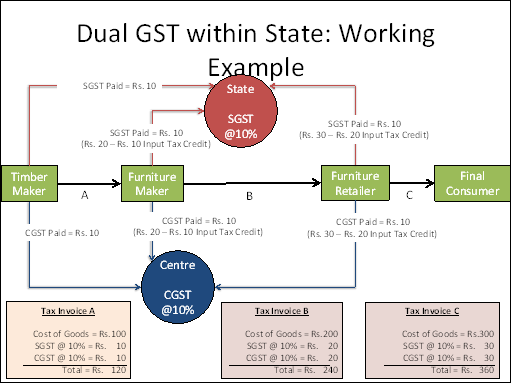 Dual GST within State: Working
Example
State
SGST
@10%
SGST Paid = Rs. 10
SGST Paid = Rs. 10
(Rs. 20 – Rs. 10 Input Tax Credit)
SGST Paid = Rs. 10
(Rs. 30 – Rs. 20 Input Tax Credit)
Timber
Maker
A
Furniture
Maker
B
Furniture
Retailer
C
Final
Consumer
CGST Paid = Rs. 10
CGST Paid = Rs. 10
(Rs. 20 – Rs. 10 Input Tax Credit)
CGST Paid = Rs. 10
(Rs. 30 – Rs. 20 Input Tax Credit)
Centre
CGST
@10%
Tax Invoice A
Cost of Goods = Rs.100
SGST @ 10% = Rs. 10
CGST @ 10% = Rs. 10
Total = Rs. 120
Tax Invoice B
Cost of Goods = Rs.200
SGST @ 10% = Rs. 20
CGST @ 10% = Rs. 20
Total = Rs. 240
Tax Invoice C
Cost of Goods = Rs.300
SGST @ 10% = Rs. 30
CGST @ 10% = Rs. 30
Total = Rs. 360